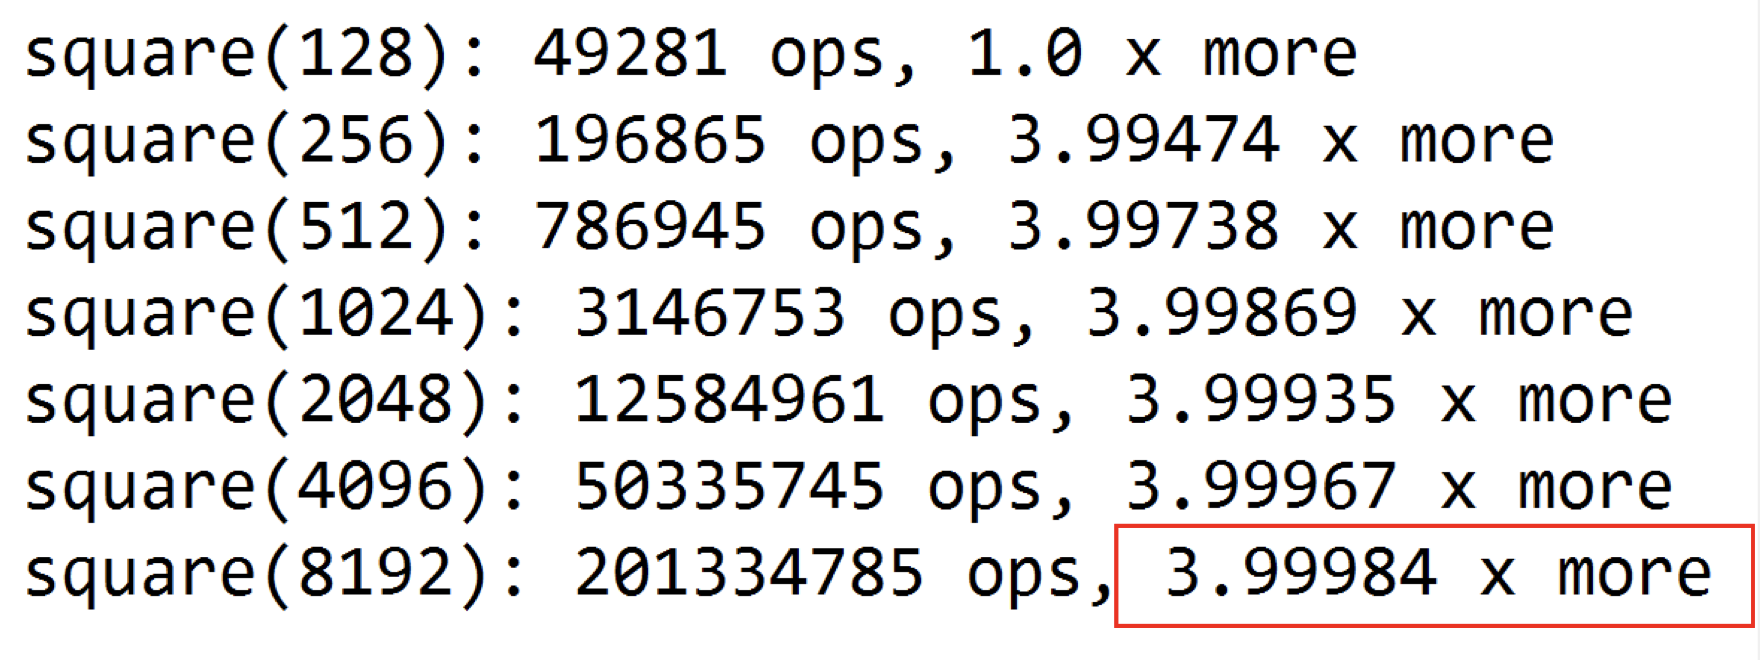 square(128): 49281 ops, 1.0 x more
square(256): 196865 ops, 3.99474 x more
square(512): 786945 ops, 3.99738 x more
square(1024): 3146753 ops, 3.99869 x more
square(2048): 12584961 ops, 3.99935 x more
square(4096): 50335745 ops, 3.99967 x more
square(8192): 201334785 ops, 3.99984 x more